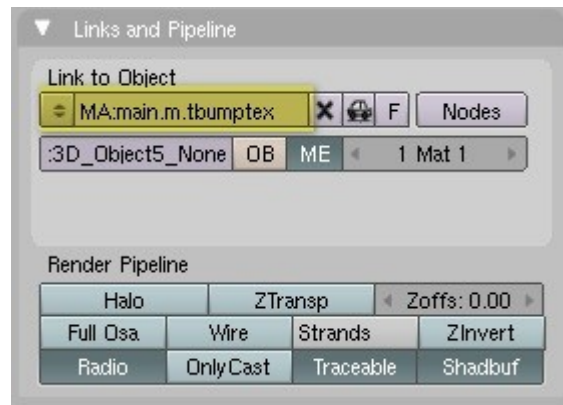 Links and Pipeline
Link to Object
MA:main.m.tbumptex F Nodes
:3D_Object5_None OB ME 1 Mat 1
Render Pipeline
Halo ZTransp Zoffs: 0.00
Full Osa Wire Strands ZInvert
Radio OnlyCast Traceable Shadbuf